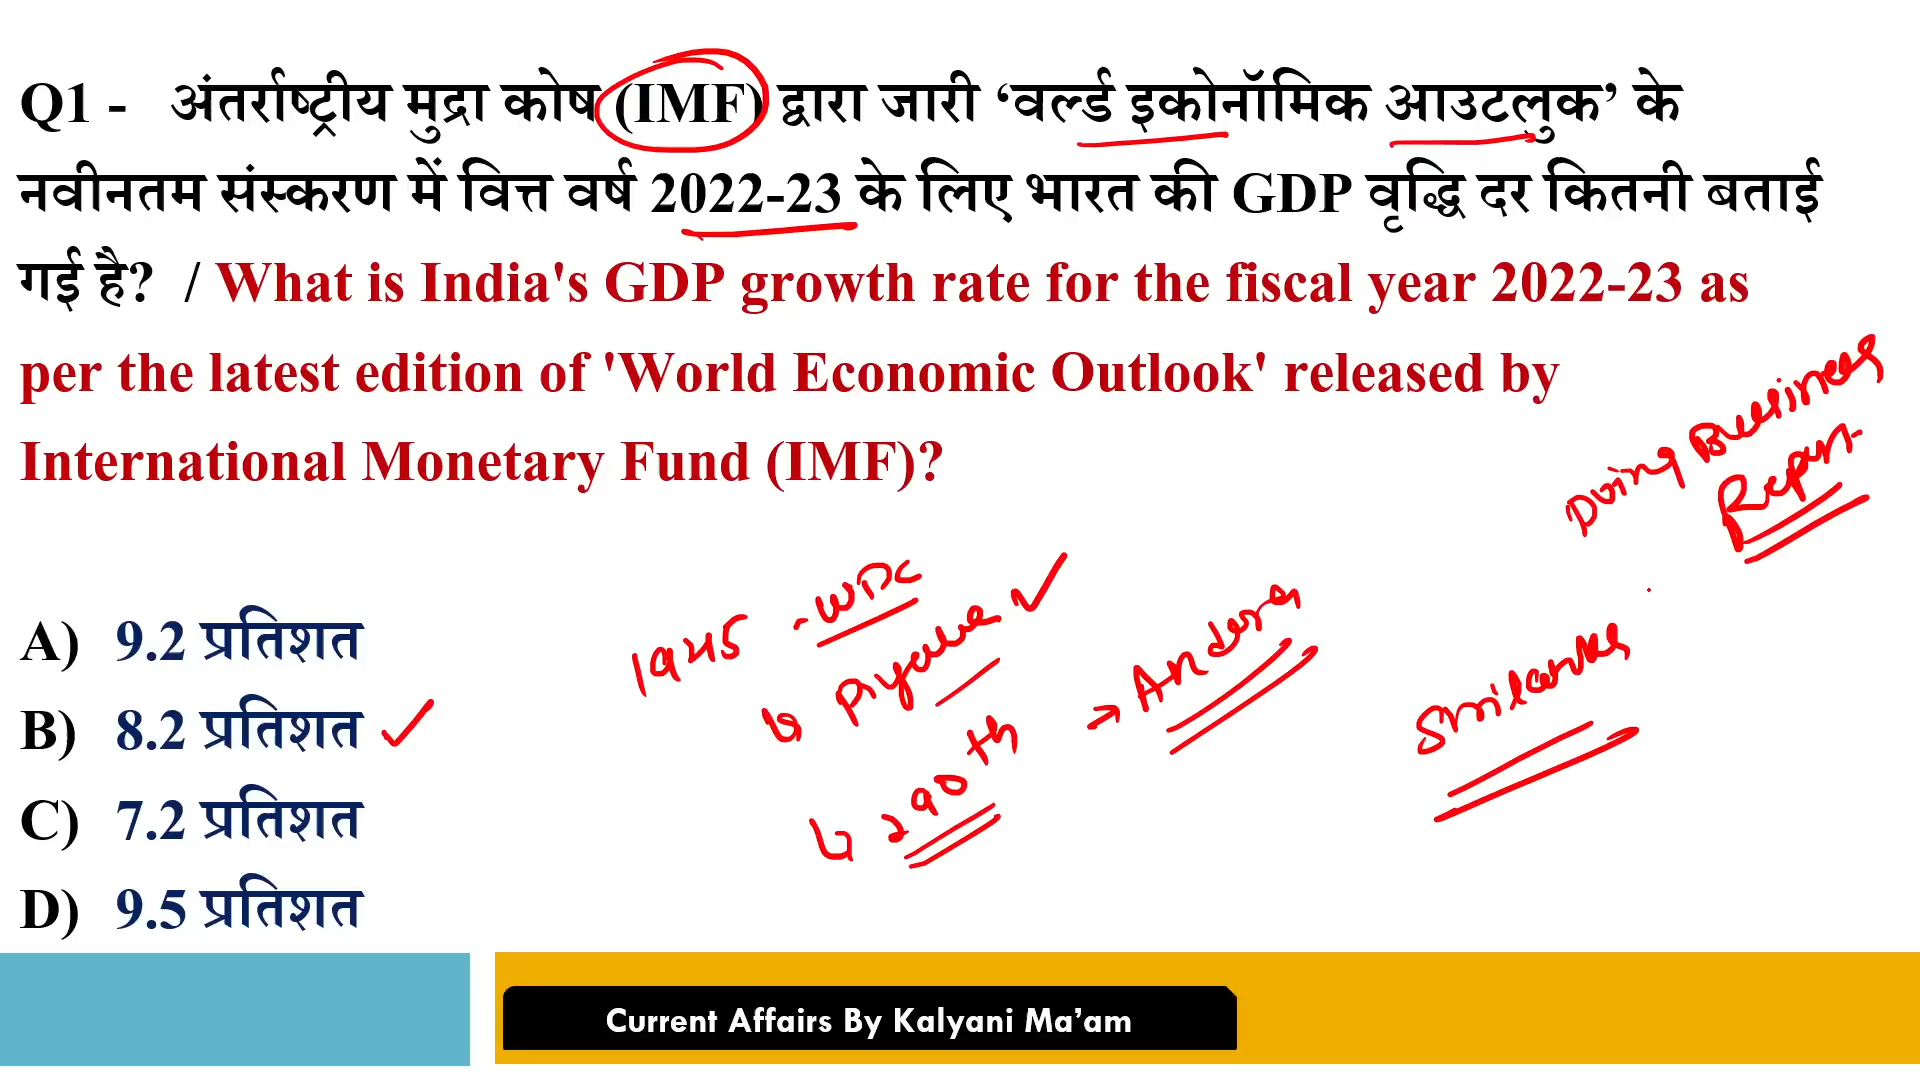 Q1 - अंतर्राष्ट्रीय मुद्रा कोष (IMF) द्वारा जारी ‘वर्ल्ड इकोनॉमिक आउटलुक’ के
नवीनतम संस्करण में वित्त वर्ष 2022-23 के लिए भारत की GDP वृद्धि दर कितनी बताई
गई है? / What is India's GDP growth rate for the fiscal year 2022-23 as
per the latest edition of 'World Economic Outlook' released by
International Monetary Fund (IMF)?
Doing Business
Report
A) 9.2 प्रतिशत
B) 8.2 प्रतिशत
C) 7.2 प्रतिशत
D) 9.5 प्रतिशत
1945 - WDC
190th
Srilanka
Current Affairs By Kalyani Ma’am